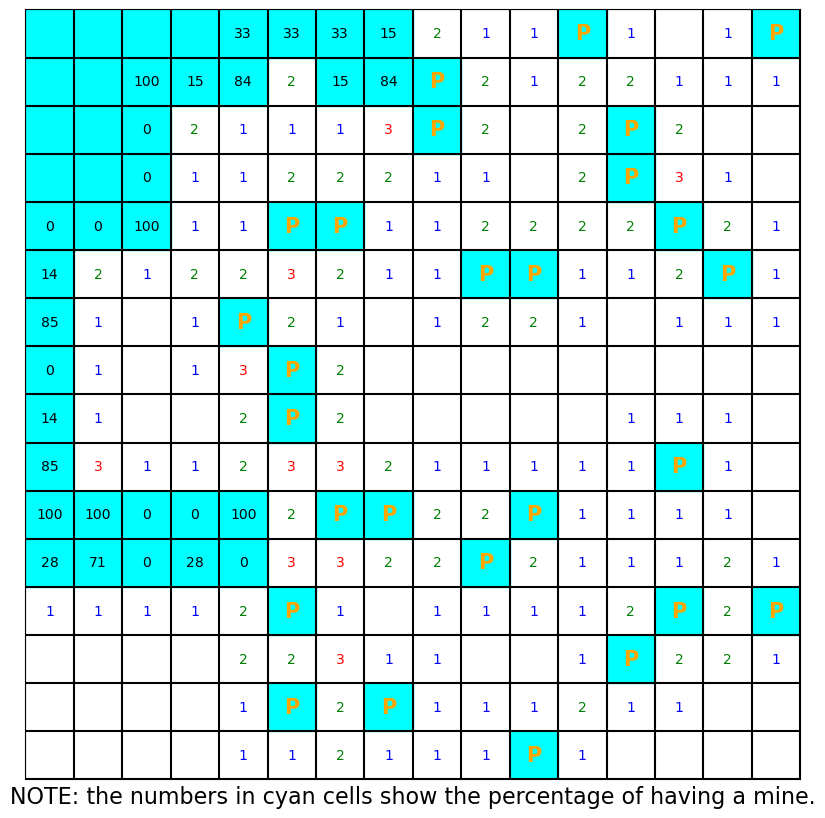 33 33 33 15 2 1 1 P 1 1 P
100 15 84 2 15 84 P 2 1 2 2 1 1 1
0 2 1 1 1 3 P 2 2 P 2
0 1 1 2 2 2 1 1 2 P 3 1
0 0 100 1 1 P P 1 1 2 2 2 2 P 2 1
14 2 1 2 2 3 2 1 1 P P 1 1 2 P 1
85 1 1 P 2 1 1 2 2 1 1 1 1
0 1 1 3 P 2
14 1 2 P 2 1 1 1
85 3 1 1 2 3 3 2 1 1 1 1 1 P 1
100 100 0 0 100 2 P P 2 2 P 1 1 1 1
28 71 0 28 0 3 3 2 2 P 2 1 1 1 2 1
1 1 1 1 2 P 1 1 1 1 1 2 P 2 P
2 2 3 1 1 1 P 2 2 1
1 P 2 P 1 1 1 2 1 1
1 1 2 1 1 1 P 1
NOTE: the numbers in cyan cells show the percentage of having a mine.